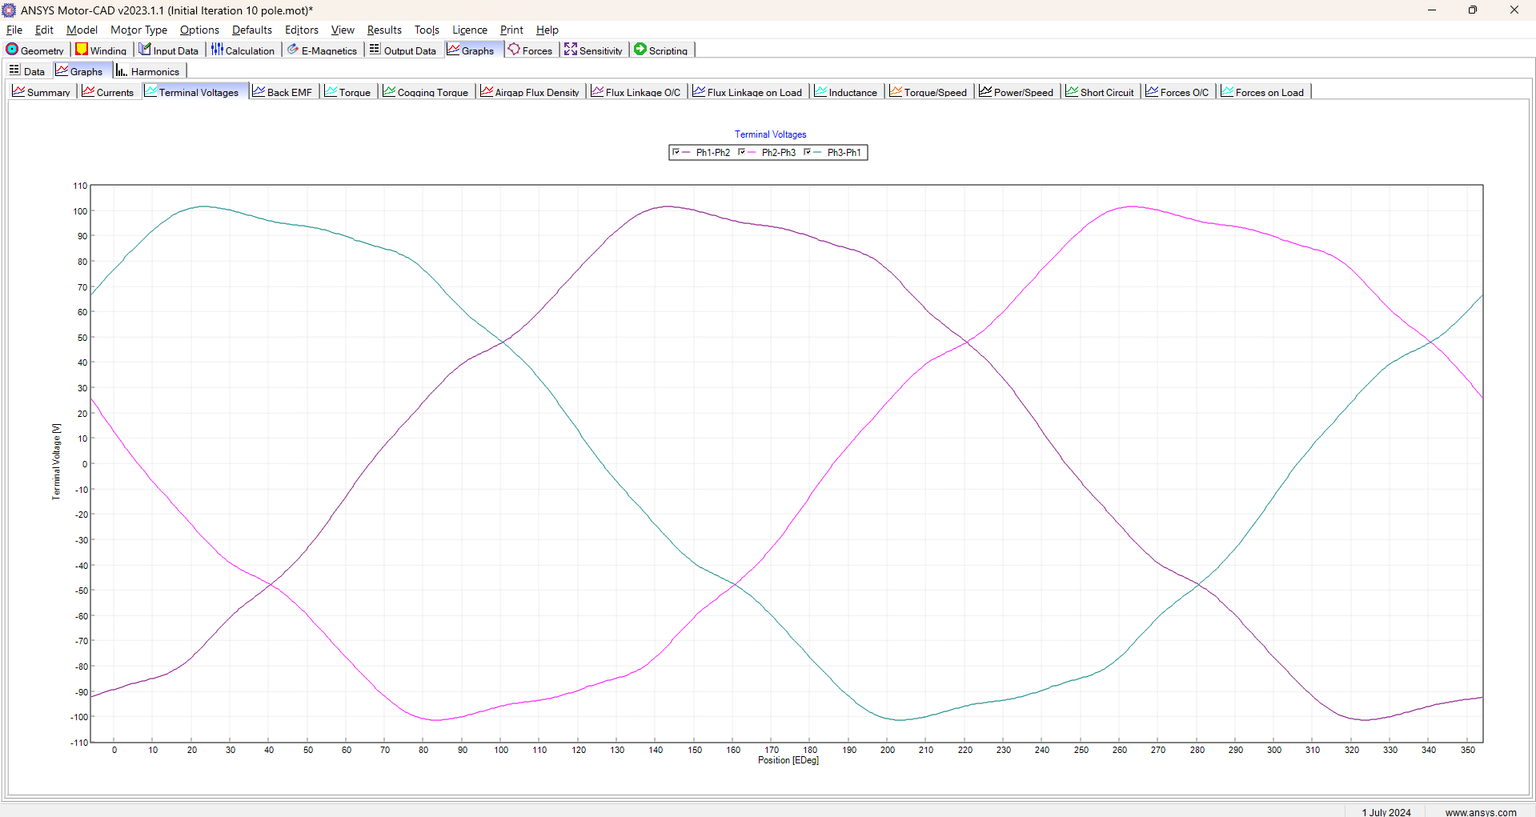 ANSYS Motor-CAD v2023.1.1 (Initial Iteration 10 pole.mot)*
File Edit Model Motor Type Options Defaults Editors View Results Tools Licence Print Help
Geometry Winding Input Data Calculation E-Magnetics Output Data Graphs Forces Sensitivity Scripting
Data Graphs Harmonics
Summary Currents Terminal Voltages Back EMF Torque Cogging Torque Airgap Flux Density Flux Linkage O/C Flux Linkage on Load Inductance Torque/Speed Power/Speed Short Circuit Forces O/C Forces on Load
Terminal Voltages
Ph1-Ph2 Ph2-Ph3 Ph3-Ph1
110
100
90
80
70
60
50
40
30
20
10
0
-10
-20
-30
-40
-50
-60
-70
-80
-90
-100
-110
Terminal Voltage [V]
0 10 20 30 40 50 60 70 80 90 100 110 120 130 140 150 160 170 180 190 200 210 220 230 240 250 260 270 280 290 300 310 320 330 340 350
Position [EDeg]
1 July 2024 www.ansys.com